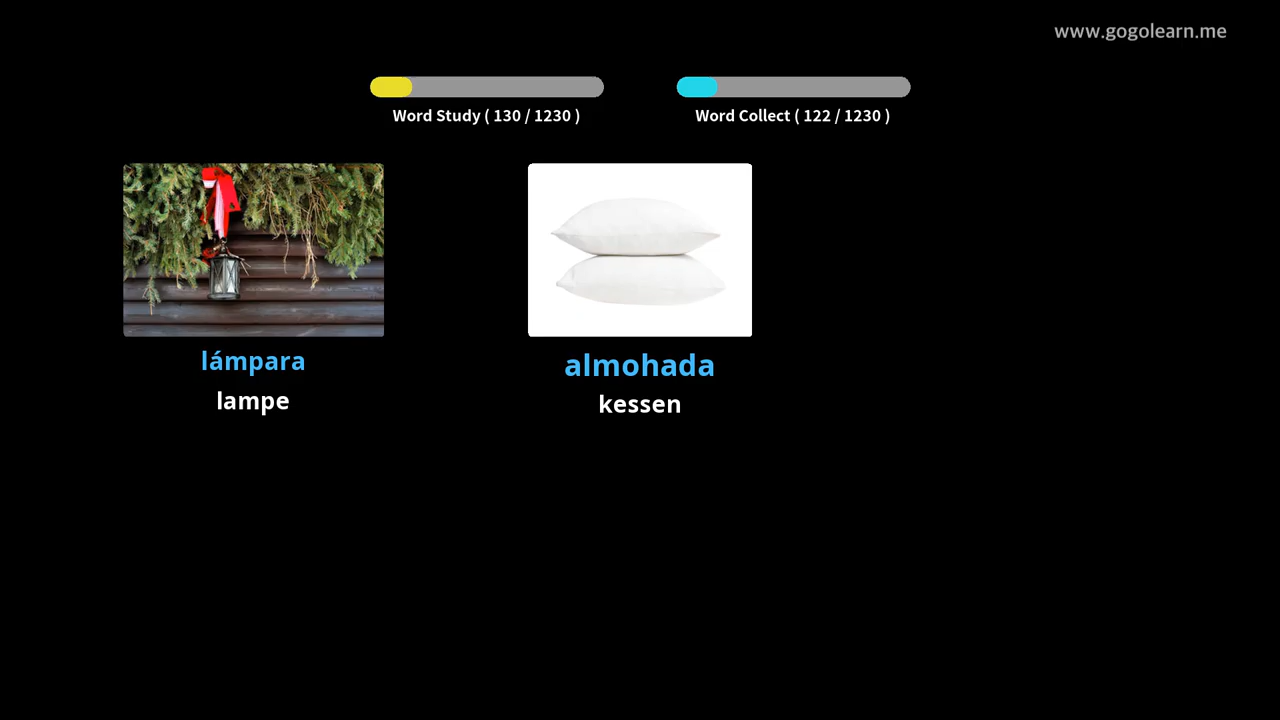 www.gogolearn.me
Word Study ( 130 / 1230 )
Word Collect ( 122 / 1230 )
lámpara
lampe
almohada
kessen